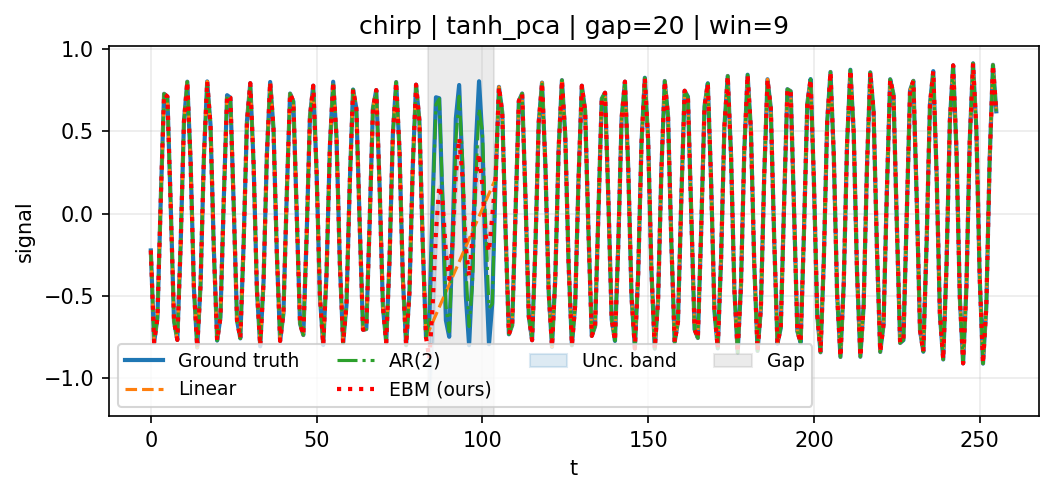 chirp | tanh_pca | gap=20 | win=9
1.0
0.5
0.0
−0.5
−1.0
signal
Ground truth
Linear
AR(2)
EBM (ours)
Unc. band
Gap
0 50 100 150 200 250
t